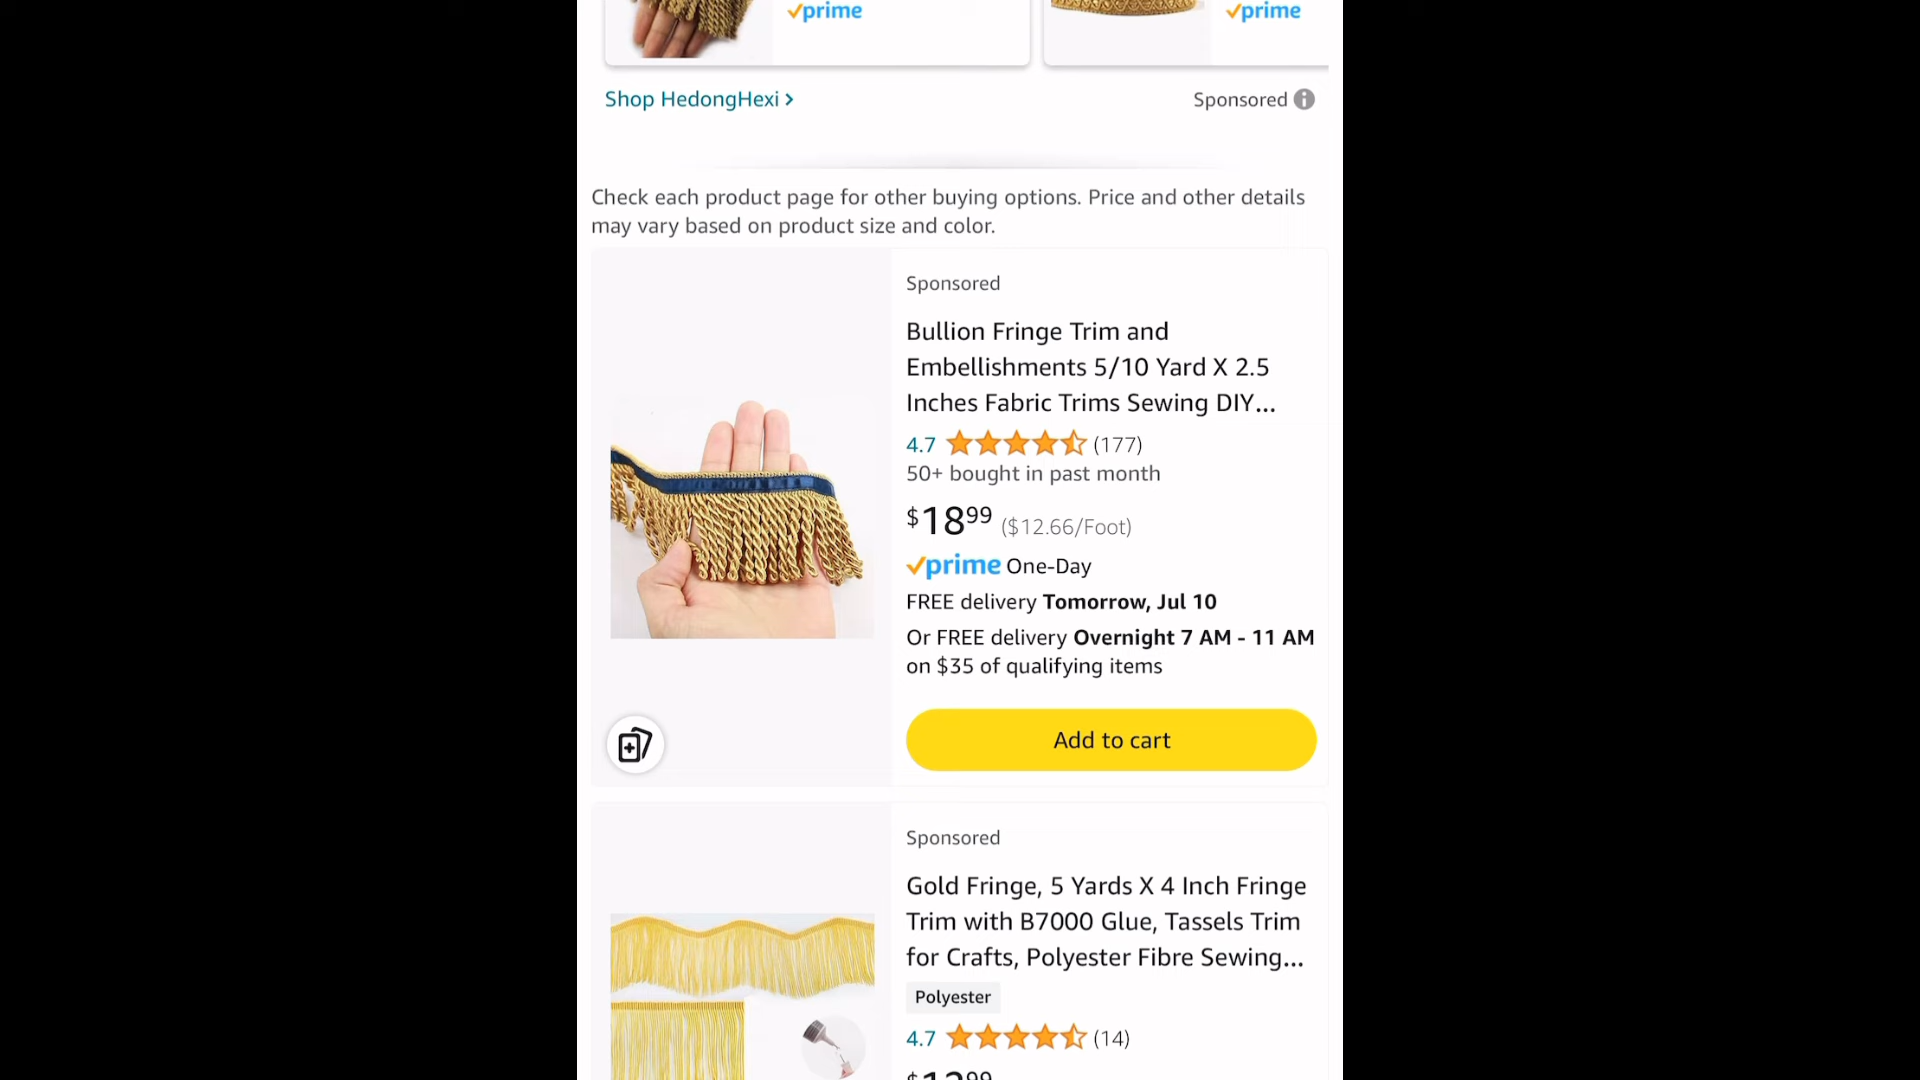 prime
prime
Shop HedongHexi
Sponsored
Check each product page for other buying options. Price and other details
may vary based on product size and color.
Sponsored
Bullion Fringe Trim and
Embellishments 5/10 Yard X 2.5
Inches Fabric Trims Sewing DIY...
4.7 (177)
50+ bought in past month
$18 99 ($12.66/Foot)
prime One-Day
FREE delivery Tomorrow, Jul 10
Or FREE delivery Overnight 7 AM - 11 AM
on $35 of qualifying items
Add to cart
Sponsored
Gold Fringe, 5 Yards X 4 Inch Fringe
Trim with B7000 Glue, Tassels Trim
for Crafts, Polyester Fibre Sewing...
Polyester
4.7 (14)